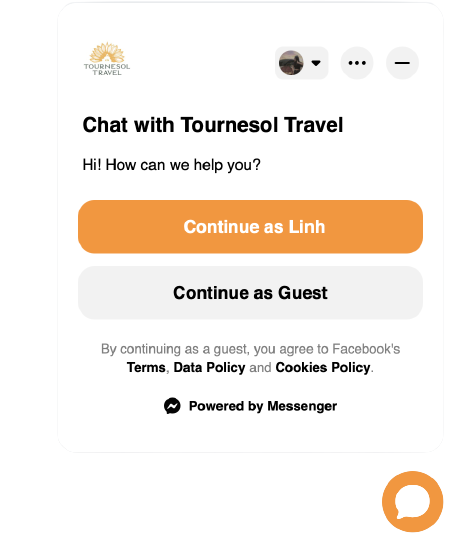 TOURNESOL
TRAVEL
Chat with Tournesol Travel
Hi! How can we help you?
Continue as Linh
Continue as Guest
By continuing as a guest, you agree to Facebook's
Terms, Data Policy and Cookies Policy.
Powered by Messenger